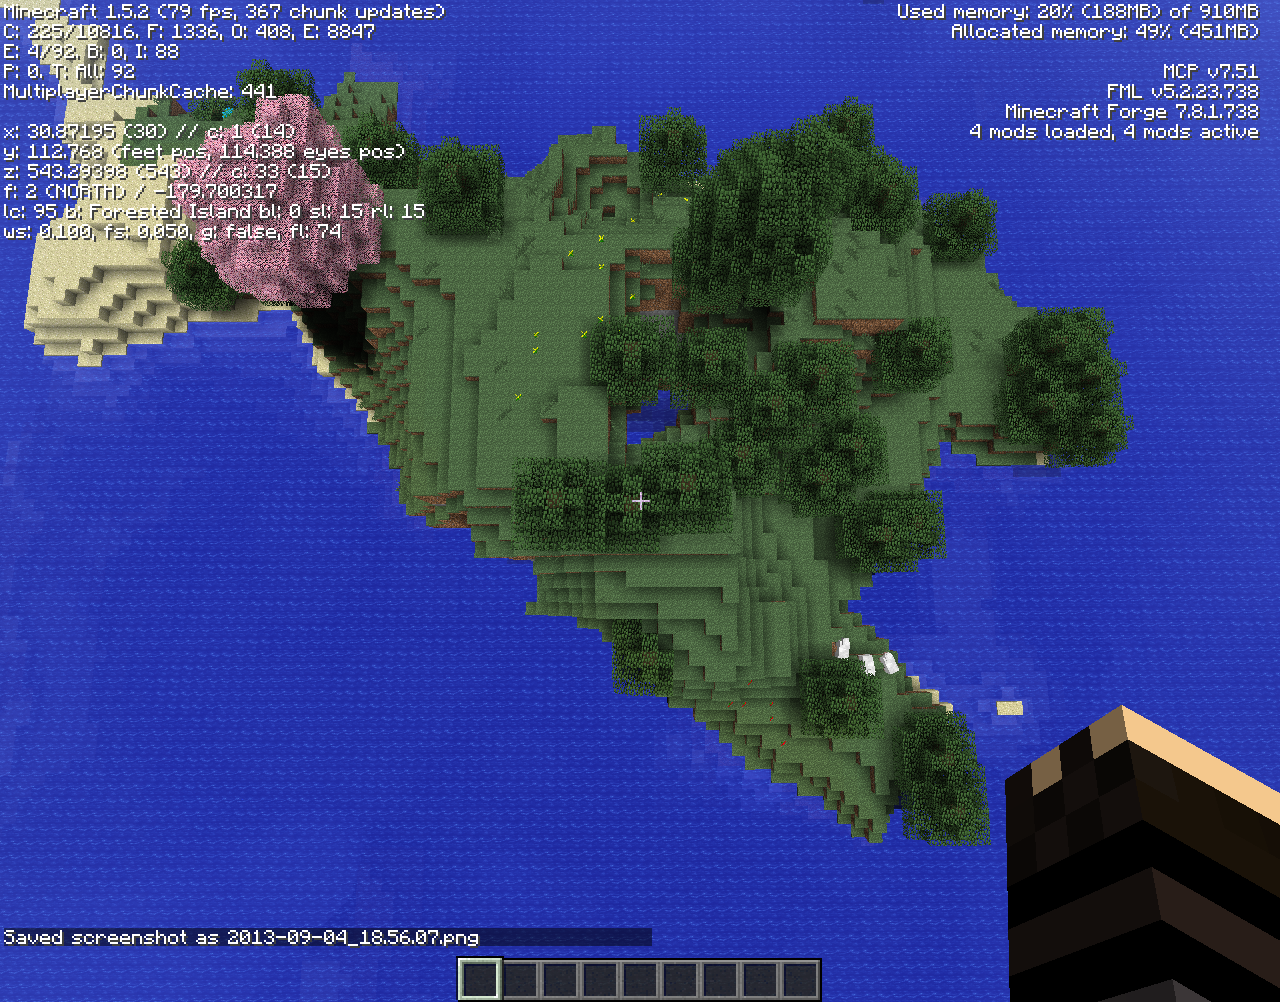 Minecraft 1.5.2 (79 fps, 367 chunk updates)
C: 225/10816. F: 1336, O: 408, E: 8847
E: 4/92. B: 0, I: 88
P: 0. T: All: 92
MultiplayerChunkCache: 441
x: 30.87195 (30) // c: 1 (14)
y: 112.768 (feet pos, 114.388 eyes pos)
z: 543.29398 (543) // c: 33 (15)
f: 2 (NORTH) / -179.700317
lc: 95 b: Forested Island bl: 0 sl: 15 rl: 15
ws: 0.100, fs: 0.050, g: false, fl: 74
Used memory: 20% (188MB) of 910MB
Allocated memory: 49% (451MB)
MCP v7.51
FML v5.2.23.738
Minecraft Forge 7.8.1.738
4 mods loaded, 4 mods active
Saved screenshot as 2013-09-04_18.56.07.png